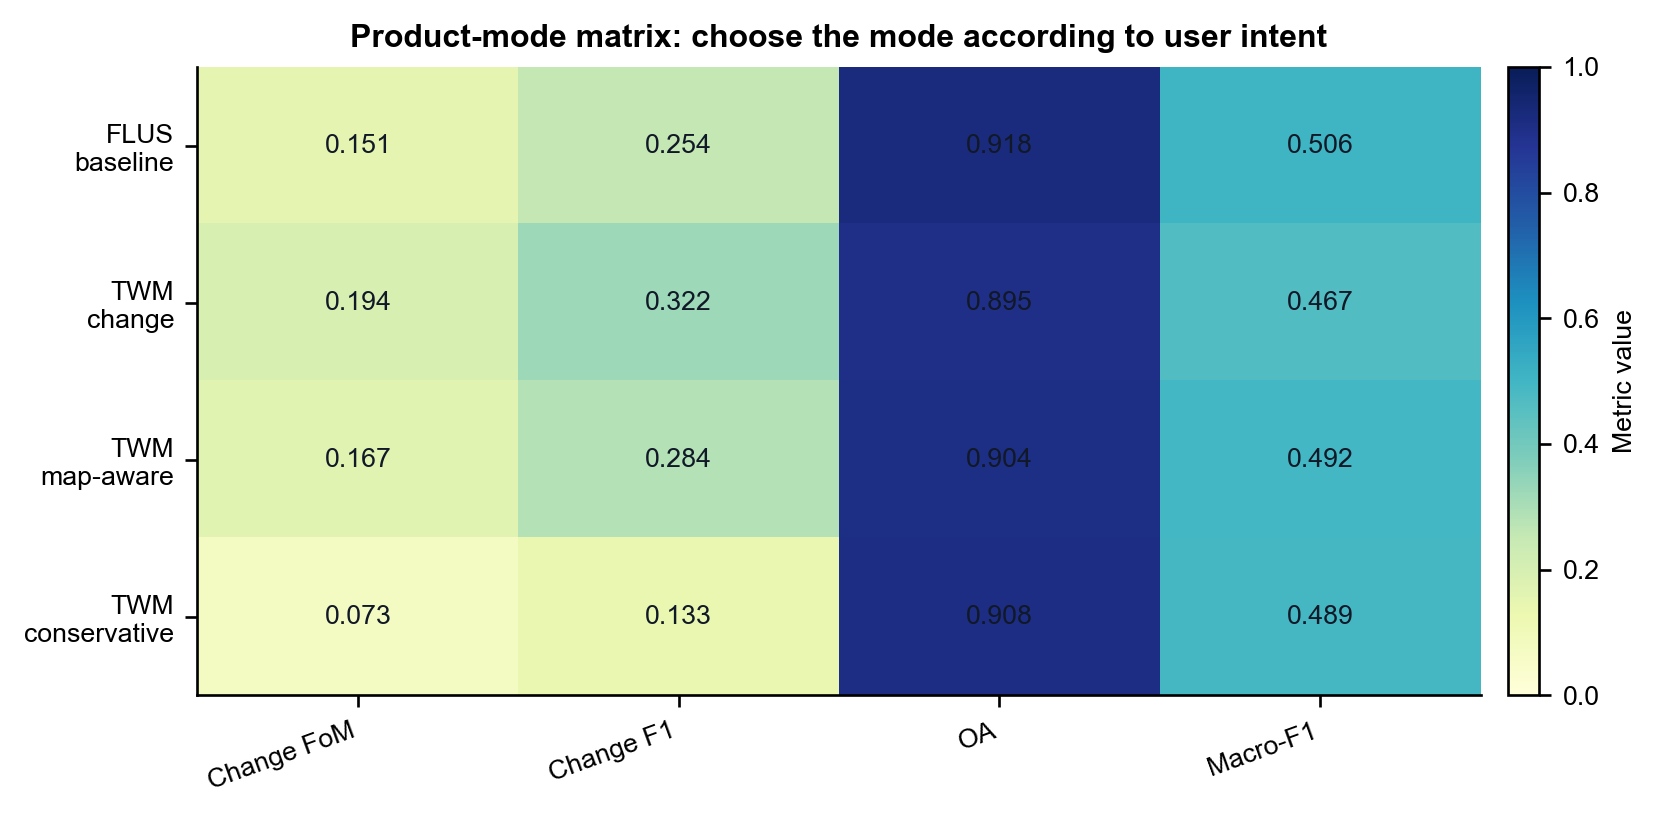 Product-mode matrix: choose the mode according to user intent
FLUS
baseline
0.151
0.254
0.918
0.506
TWM
change
0.194
0.322
0.895
0.467
TWM
map-aware
0.167
0.284
0.904
0.492
TWM
conservative
0.073
0.133
0.908
0.489
Change FoM
Change F1
OA
Macro-F1
1.0
0.8
0.6
0.4
0.2
0.0
Metric value